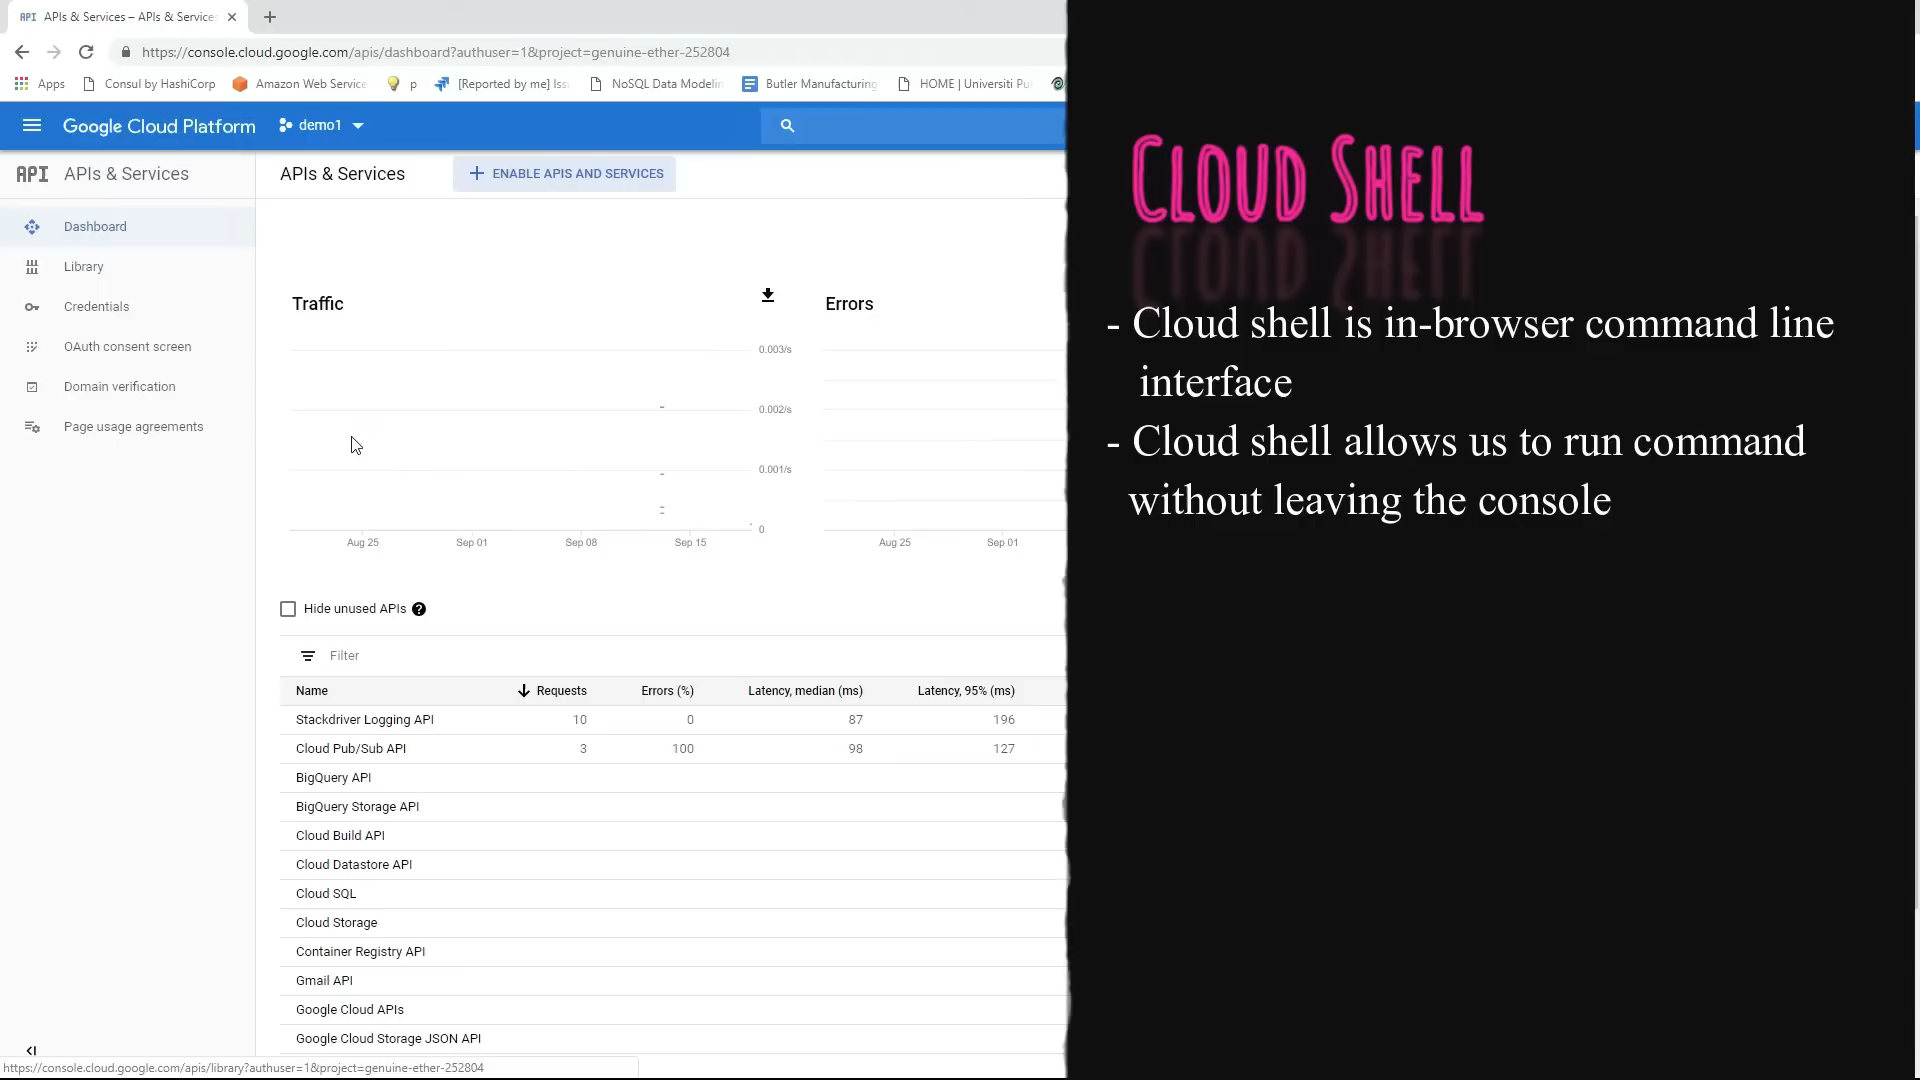 API APIs & Services – APIs & Services
https://console.cloud.google.com/apis/dashboard?authuser=1&project=genuine-ether-252804
Apps Consul by HashiCorp Amazon Web Service p [Reported by me] Iss NoSQL Data Modelin Butler Manufacturing HOME | Universiti Pu
Google Cloud Platform demo1
API APIs & Services
Dashboard
Library
Credentials
OAuth consent screen
Domain verification
Page usage agreements
APIs & Services ENABLE APIS AND SERVICES
Traffic
0.003/s
0.002/s
0.001/s
0
Aug 25 Sep 01 Sep 08 Sep 15
Errors
Aug 25 Sep 01
Hide unused APIs ?
Filter
Name Requests Errors (%) Latency, median (ms) Latency, 95% (ms)
Stackdriver Logging API 10 0 87 196
Cloud Pub/Sub API 3 100 98 127
BigQuery API
BigQuery Storage API
Cloud Build API
Cloud Datastore API
Cloud SQL
Cloud Storage
Container Registry API
Gmail API
Google Cloud APIs
Google Cloud Storage JSON API
https://console.cloud.google.com/apis/library?authuser=1&project=genuine-ether-252804
CLOUD SHELL
- Cloud shell is in-browser command line
interface
- Cloud shell allows us to run command
without leaving the console